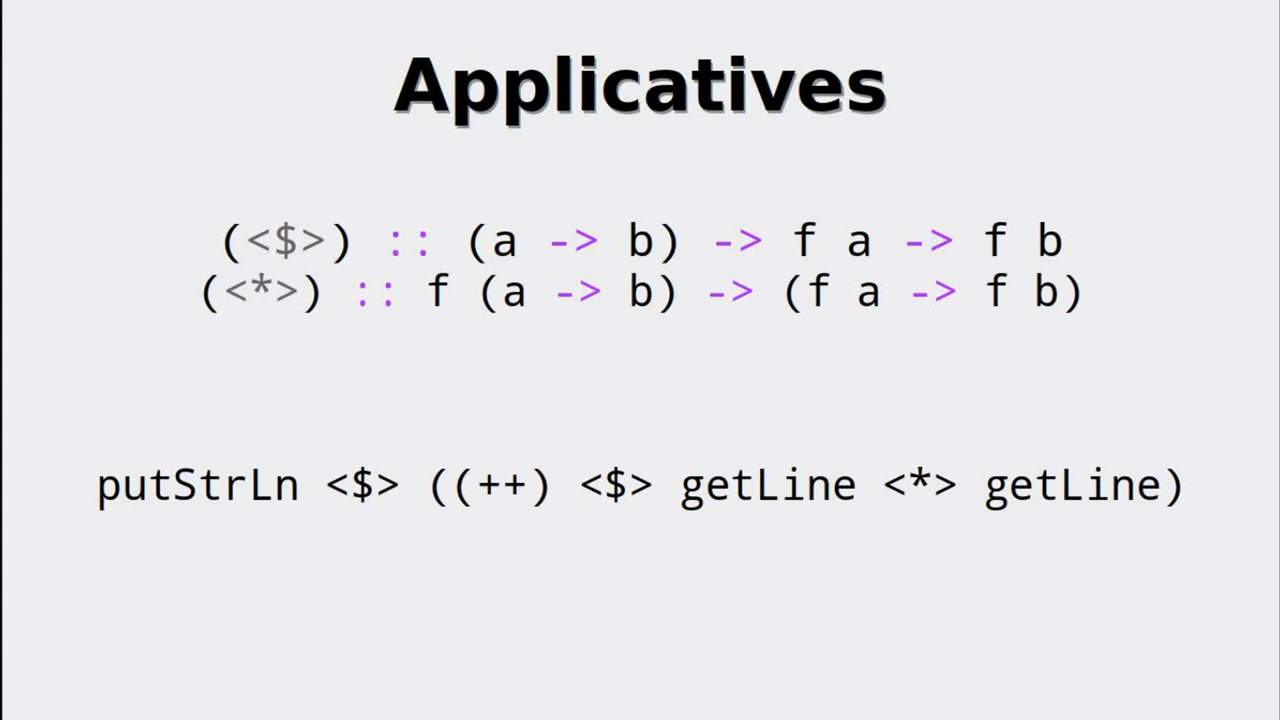 Applicatives
(<$>) :: (a -> b) -> f a -> f b
(<*>) :: f (a -> b) -> (f a -> f b)
putStrLn <$> ((++) <$> getLine <*> getLine)